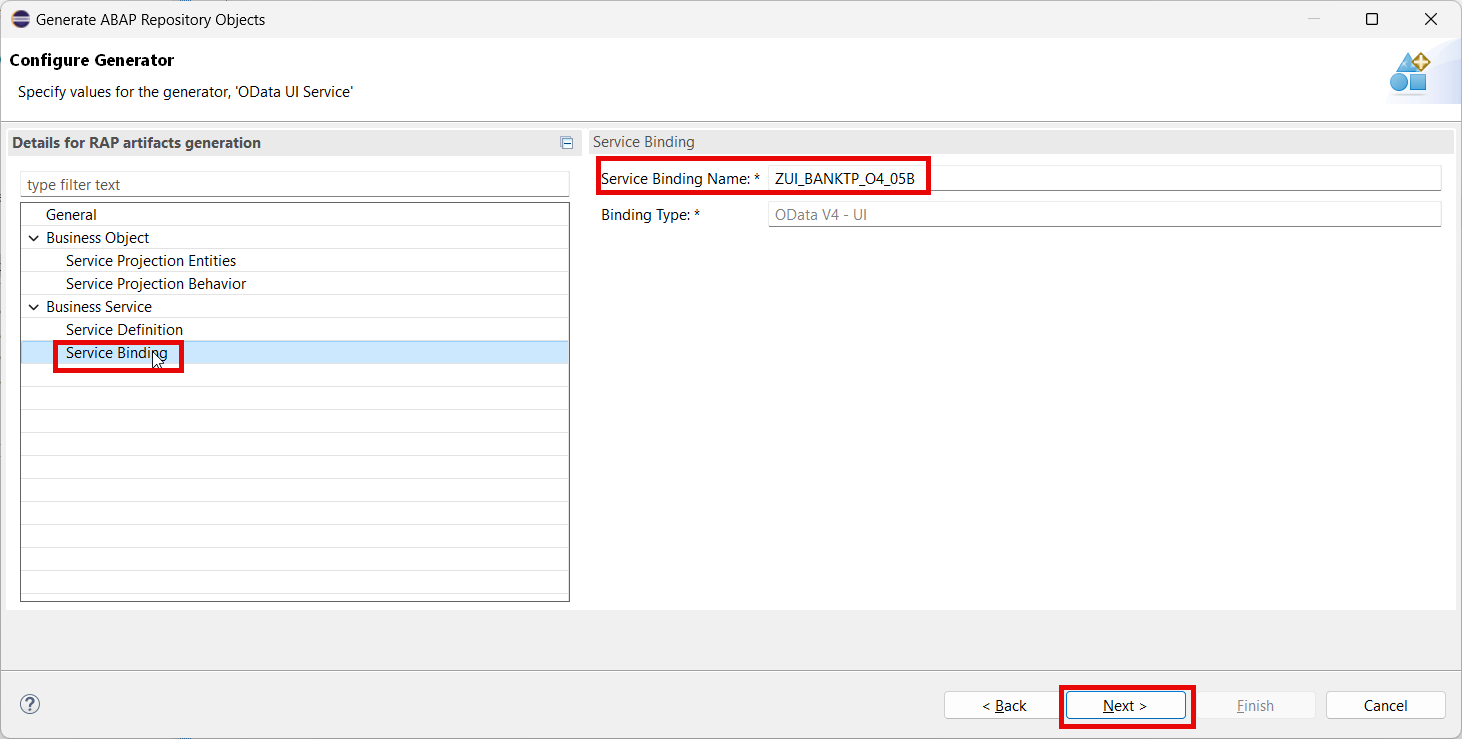 Generate ABAP Repository Objects
Configure Generator
Specify values for the generator, 'OData UI Service'
Details for RAP artifacts generation
type filter text
General
Business Object
Service Projection Entities
Service Projection Behavior
Business Service
Service Definition
Service Binding
Service Binding
Service Binding Name: * ZUI_BANKTP_O4_05B
Binding Type: * OData V4 - UI
?
< Back Next > Finish Cancel